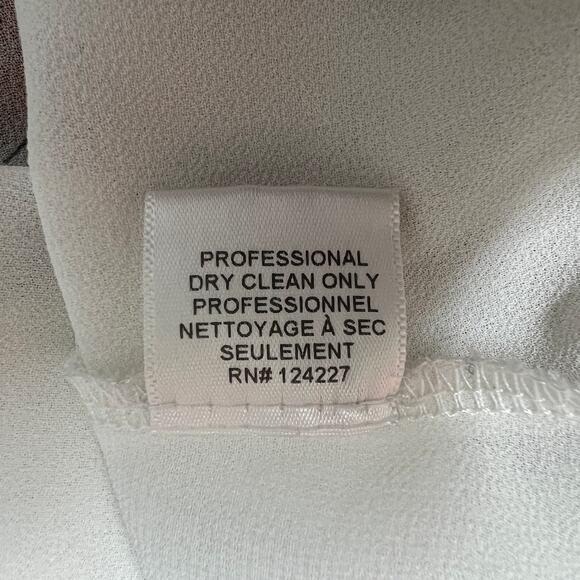 PROFESSIONAL
DRY CLEAN ONLY
PROFESSIONNEL
NETTOYAGE À SEC
SEULEMENT
RN# 124227